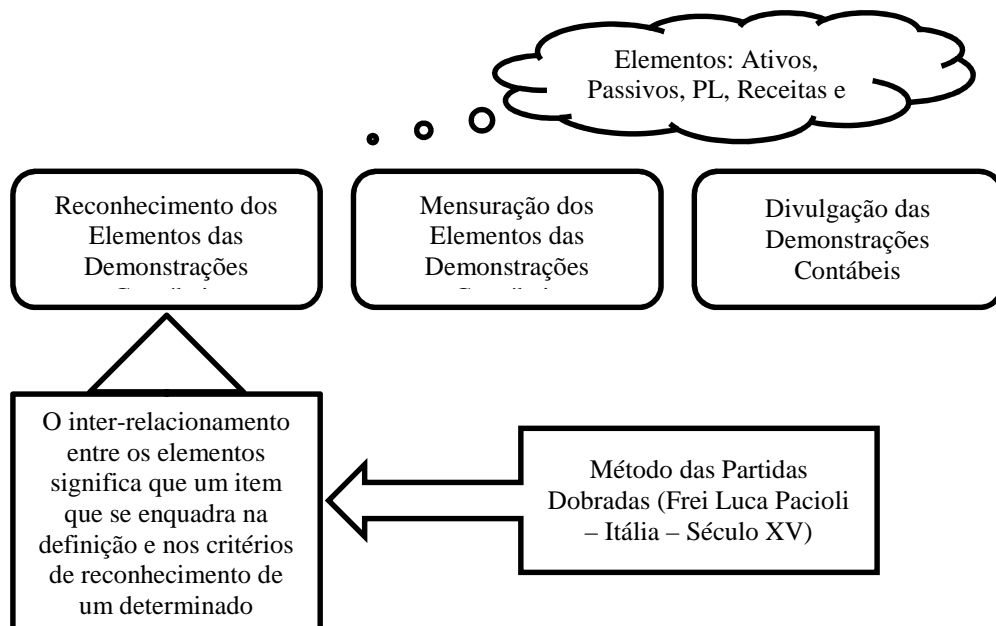 Elementos: Ativos,
Passivos, PL, Receitas e
Reconhecimento dos
Elementos das
Demonstrações
Mensuração dos
Elementos das
Demonstrações
Divulgação das
Demonstrações
Contábeis
O inter-relacionamento
entre os elementos
significa que um item
que se enquadra na
definição e nos critérios
de reconhecimento de
um determinado
Método das Partidas
Dobradas (Frei Luca Pacioli
– Itália – Século XV)